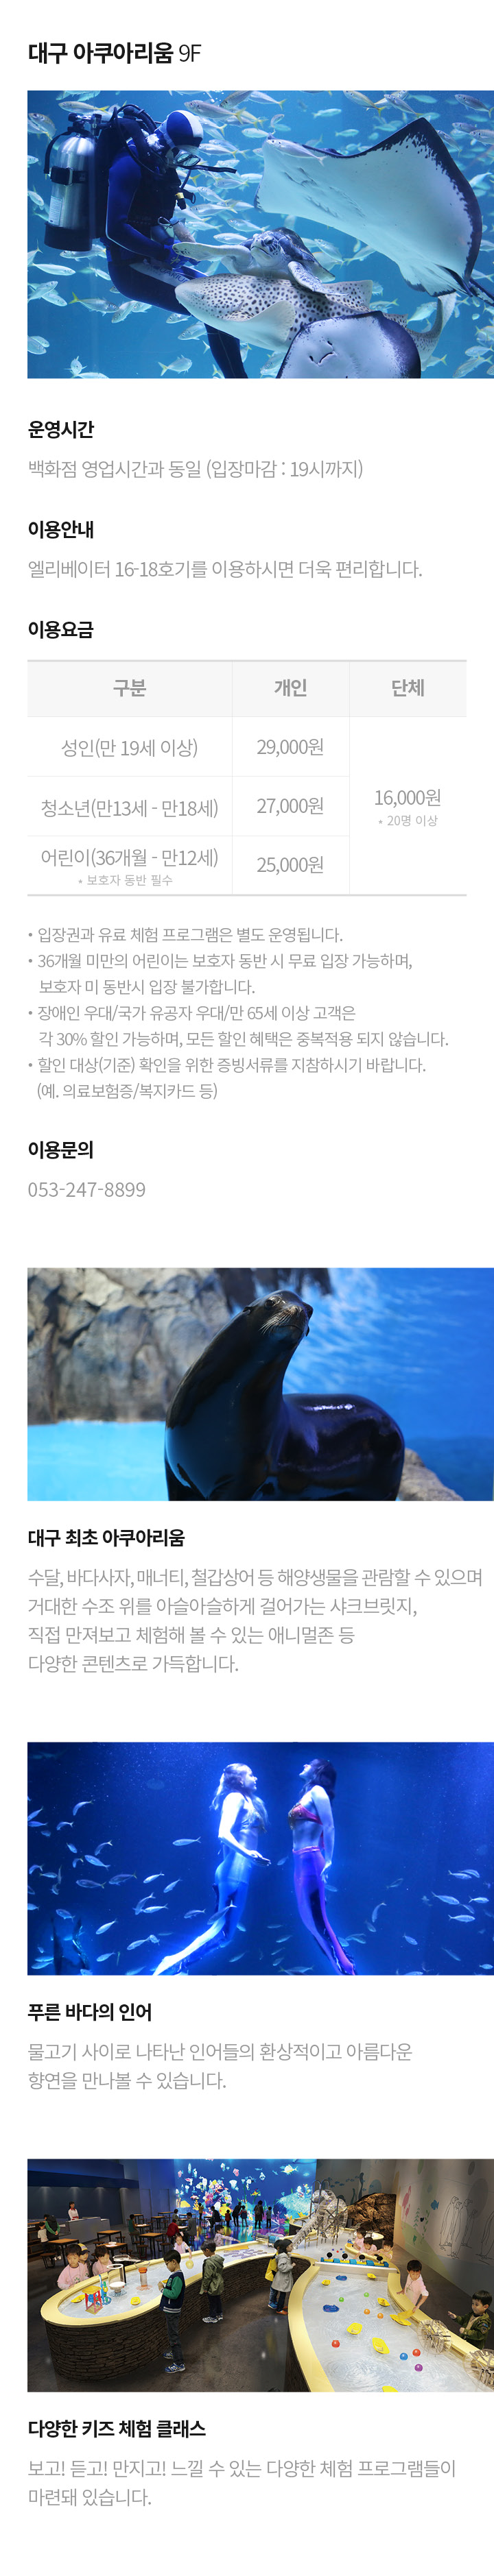 대구 아쿠아리움 9F
운영시간
백화점 영업시간과 동일 (입장마감 : 19시까지)
이용안내
엘리베이터 16-18호기를 이용하시면 더욱 편리합니다.
이용요금
구분 개인 단체
성인(만 19세 이상) 29,000원
청소년(만13세 - 만18세) 27,000원
16,000원
* 20명 이상
어린이(36개월 - 만12세) 25,000원
* 보호자 동반 필수
• 입장권과 유료 체험 프로그램은 별도 운영됩니다.
• 36개월 미만의 어린이는 보호자 동반 시 무료 입장 가능하며,
보호자 미 동반시 입장 불가합니다.
• 장애인 우대/국가 유공자 우대/만 65세 이상 고객은
각 30% 할인 가능하며, 모든 할인 혜택은 중복적용 되지 않습니다.
• 할인 대상(기준) 확인을 위한 증빙서류를 지참하시기 바랍니다.
(예. 의료보험증/복지카드 등)
이용문의
053-247-8899
대구 최초 아쿠아리움
수달, 바다사자, 매너티, 철갑상어 등 해양생물을 관람할 수 있으며
거대한 수조 위를 아슬아슬하게 걸어가는 샤크브릿지,
직접 만져보고 체험해 볼 수 있는 애니멀존 등
다양한 콘텐츠로 가득합니다.
푸른 바다의 인어
물고기 사이로 나타난 인어들의 환상적이고 아름다운
향연을 만나볼 수 있습니다.
다양한 키즈 체험 클래스
보고! 듣고! 만지고! 느낄 수 있는 다양한 체험 프로그램들이
마련돼 있습니다.